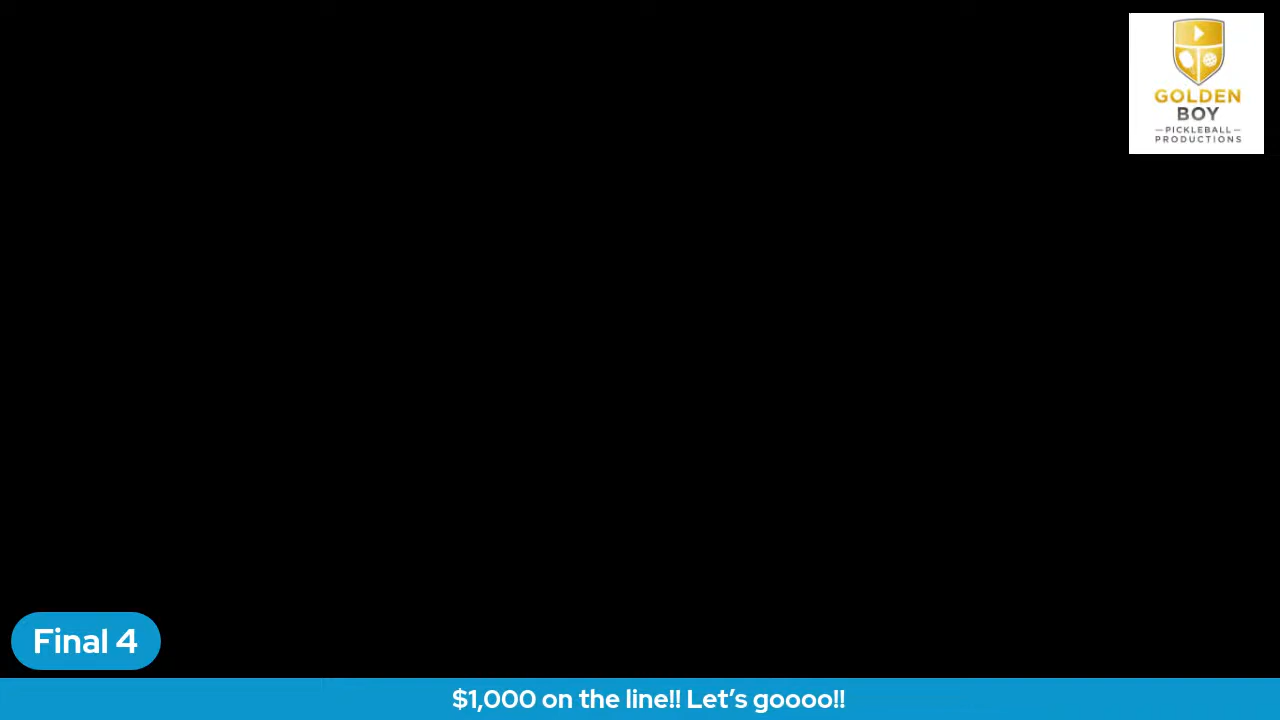 GOLDEN
BOY
PICKLEBALL
PRODUCTIONS
Final 4
$1,000 on the line!! Let’s goooo!!